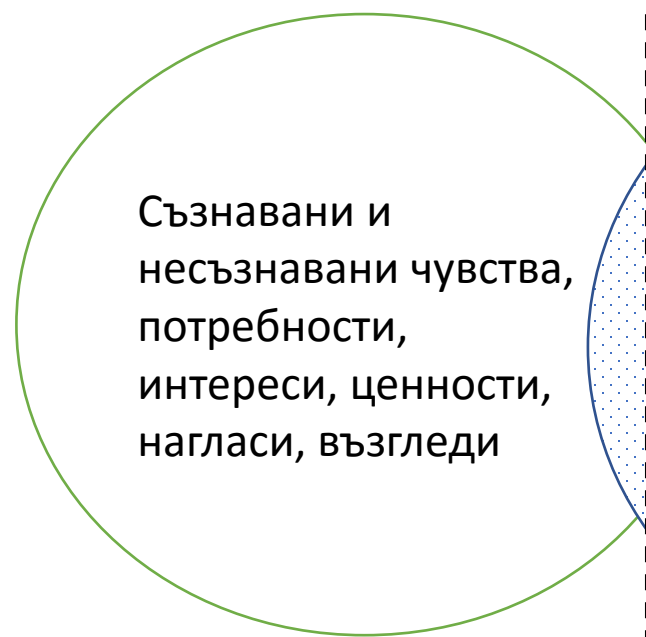 Съзнавани и
несъзнавани чувства,
потребности,
интереси, ценности,
нагласи, възгледи